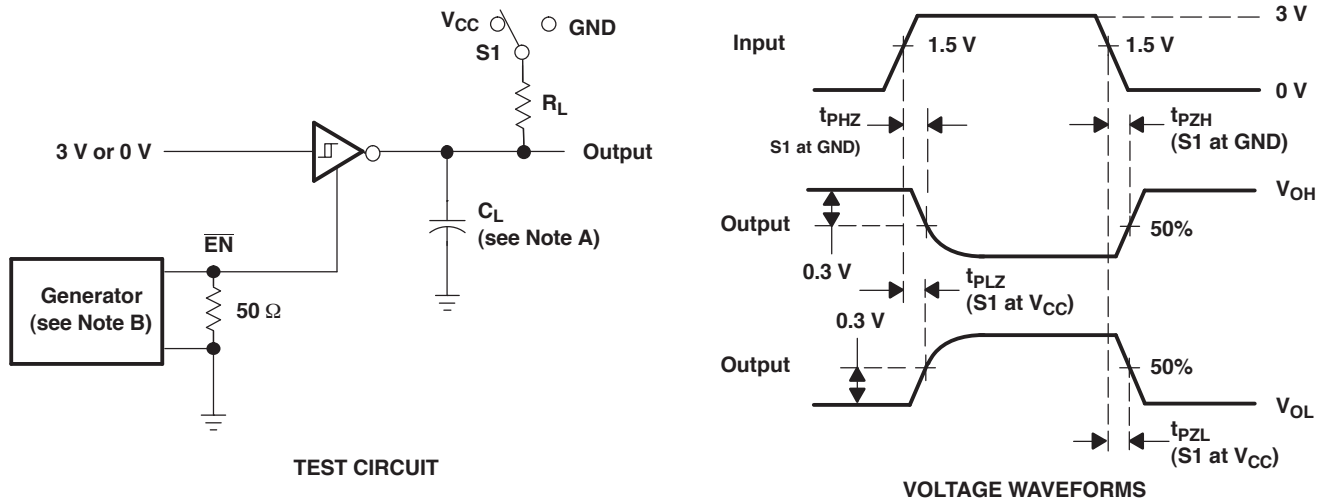 VCC
GND
S1
RL
3 V or 0 V
Output
CL
(see Note A)
EN
Generator
(see Note B)
50 Ω
TEST CIRCUIT
3 V
Input
1.5 V
1.5 V
0 V
tPHZ
S1 at GND)
tPZH
(S1 at GND)
VOH
Output
50%
0.3 V
tPLZ
(S1 at VCC)
0.3 V
Output
50%
VOL
tPZL
(S1 at VCC)
VOLTAGE WAVEFORMS